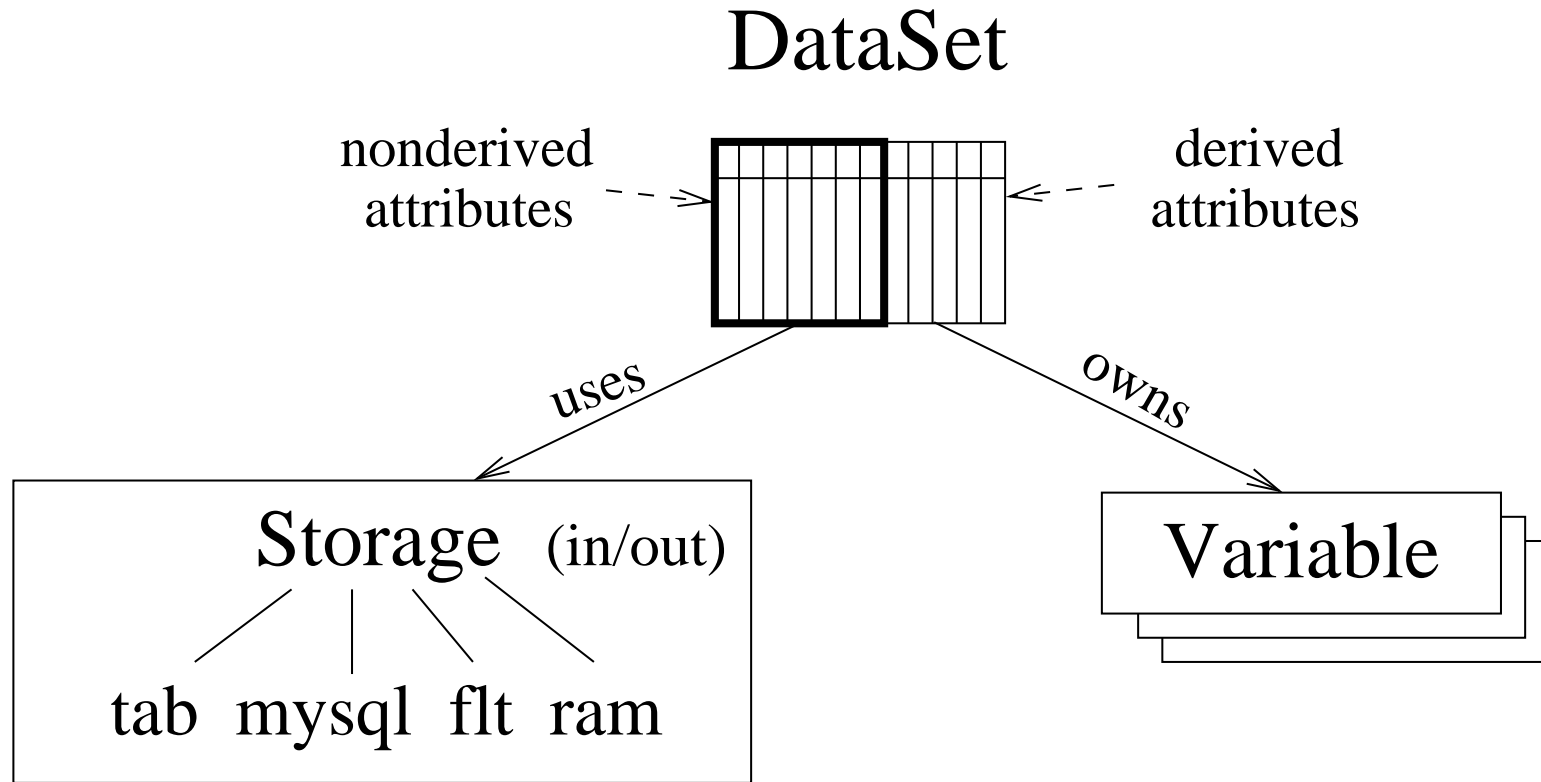 DataSet
nonderived
attributes
derived
attributes
uses
owns
Storage (in/out)
tab mysql flt ram
Variable